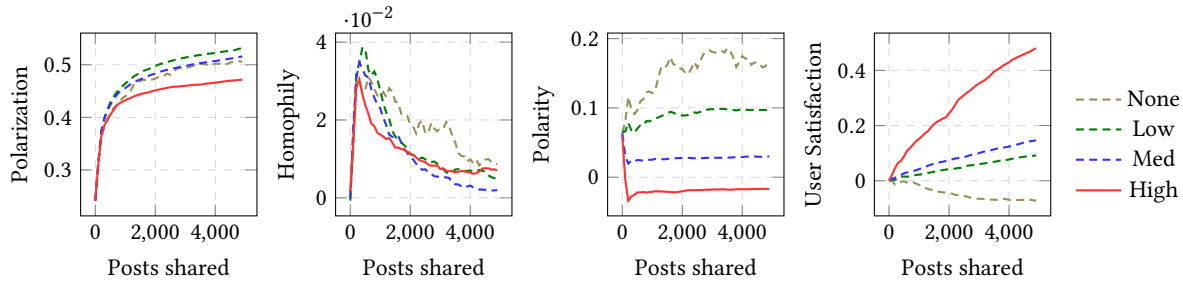 Polarization
0.5
0.4
0.3
0
2,000
4,000
Posts shared
·10⁻²
Homophily
4
2
0
0
2,000
4,000
Posts shared
Polarity
0.2
0.1
0
0
2,000
4,000
Posts shared
User Satisfaction
0.4
0.2
0
0
2,000
4,000
Posts shared
None
Low
Med
High